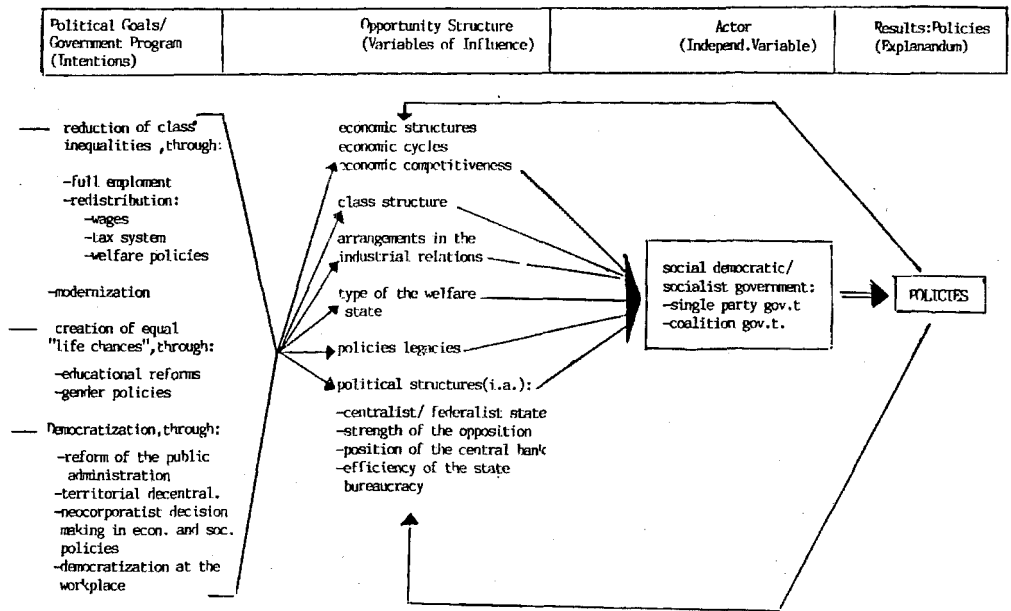 Political Goals/
Government Program
(Intentions)
Opportunity Structure
(Variables of Influence)
Actor
(Independ.Variable)
Results:Policies
(Explanandum)
— reduction of class
inequalities ,through:
-full emploment
-redistribution:
-wages
-tax system
-welfare policies
-modernization
— creation of equal
"life chances",through:
-educational reforms
-gender policies
— Democratization,through:
-reform of the public
administration
-territorial decentral.
-neocorporatist decision
making in econ. and soc.
policies
-democratization at the
workplace
economic structures
economic cycles
economic competitiveness
class structure
arrangements in the
industrial relations
type of the welfare
state
policies legacies
political structures(i.a.):
-centralist/ federalist state
-strength of the opposition
-position of the central bank
-efficiency of the state
bureaucracy
social democratic/
socialist government:
-single party gov.t
-coalition gov.t.
POLICIES